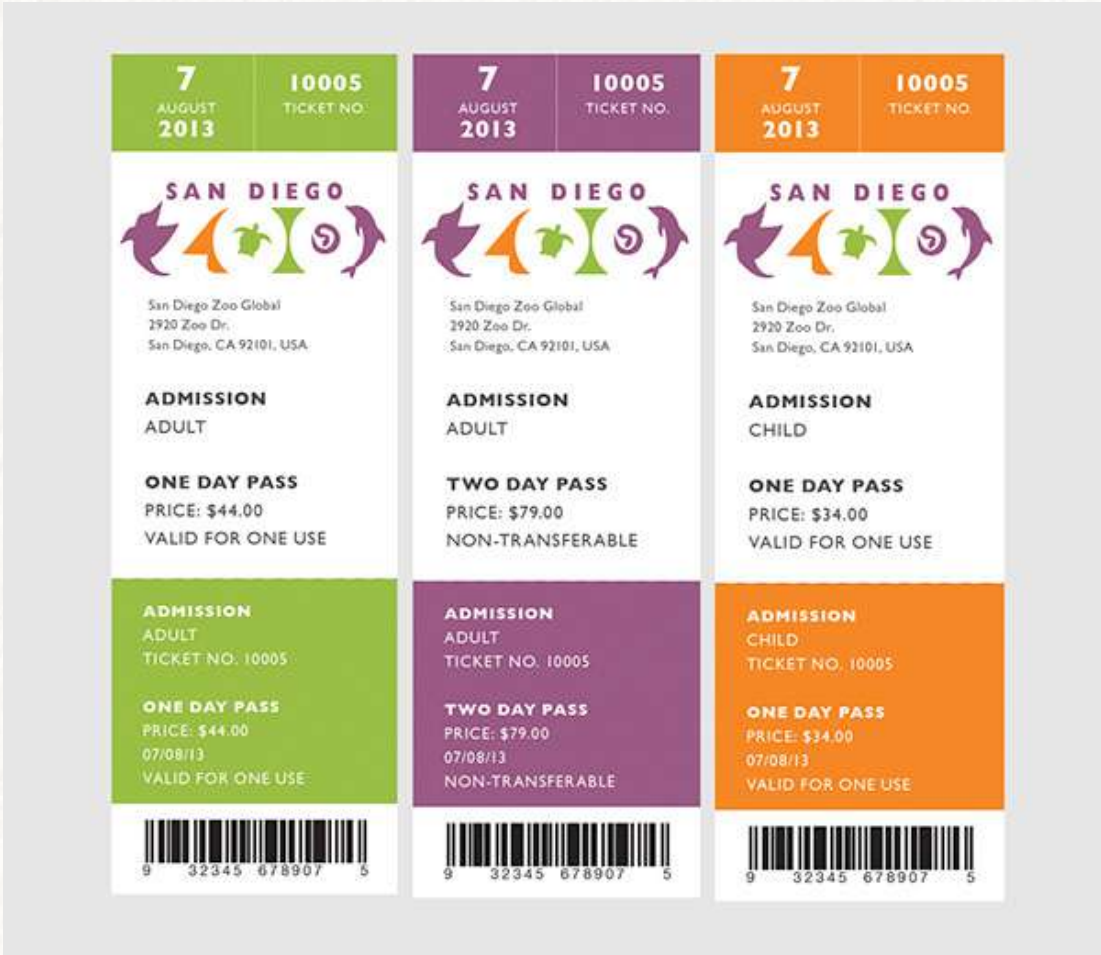 7
AUGUST
2013
10005
TICKET NO.
SAN DIEGO
ZOO
San Diego Zoo Global
2920 Zoo Dr.
San Diego, CA 92101, USA
ADMISSION
ADULT
ONE DAY PASS
PRICE: $44.00
VALID FOR ONE USE
ADMISSION
ADULT
TICKET NO. 10005
ONE DAY PASS
PRICE: $44.00
07/08/13
VALID FOR ONE USE
9 32345 678907 5
7
AUGUST
2013
10005
TICKET NO.
SAN DIEGO
ZOO
San Diego Zoo Global
2920 Zoo Dr.
San Diego, CA 92101, USA
ADMISSION
ADULT
TWO DAY PASS
PRICE: $79.00
NON-TRANSFERABLE
ADMISSION
ADULT
TICKET NO. 10005
TWO DAY PASS
PRICE: $79.00
07/08/13
NON-TRANSFERABLE
9 32345 678907 5
7
AUGUST
2013
10005
TICKET NO.
SAN DIEGO
ZOO
San Diego Zoo Global
2920 Zoo Dr.
San Diego, CA 92101, USA
ADMISSION
CHILD
ONE DAY PASS
PRICE: $34.00
VALID FOR ONE USE
ADMISSION
CHILD
TICKET NO. 10005
ONE DAY PASS
PRICE: $34.00
07/08/13
VALID FOR ONE USE
9 32345 678907 5